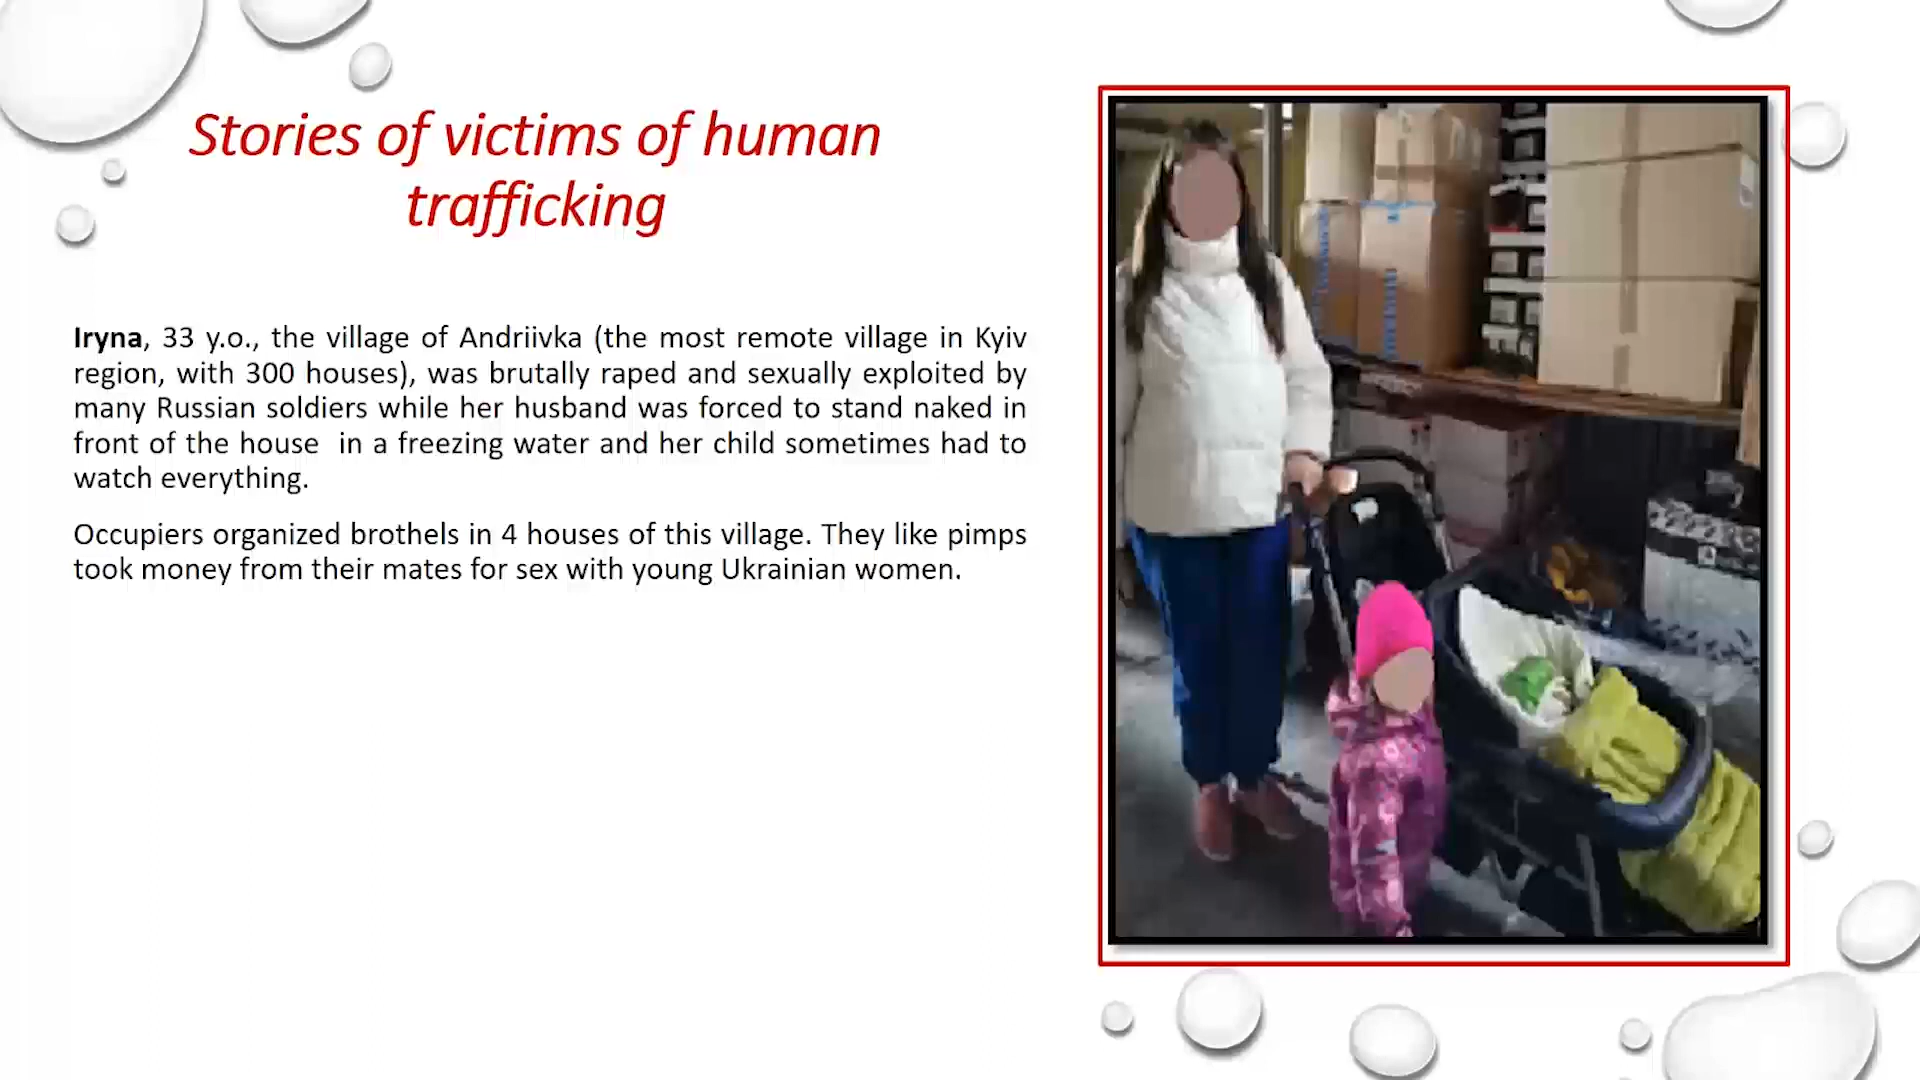 Stories of victims of human
trafficking
Iryna, 33 y.o., the village of Andriivka (the most remote village in Kyiv
region, with 300 houses), was brutally raped and sexually exploited by
many Russian soldiers while her husband was forced to stand naked in
front of the house in a freezing water and her child sometimes had to
watch everything.
Occupiers organized brothels in 4 houses of this village. They like pimps
took money from their mates for sex with young Ukrainian women.